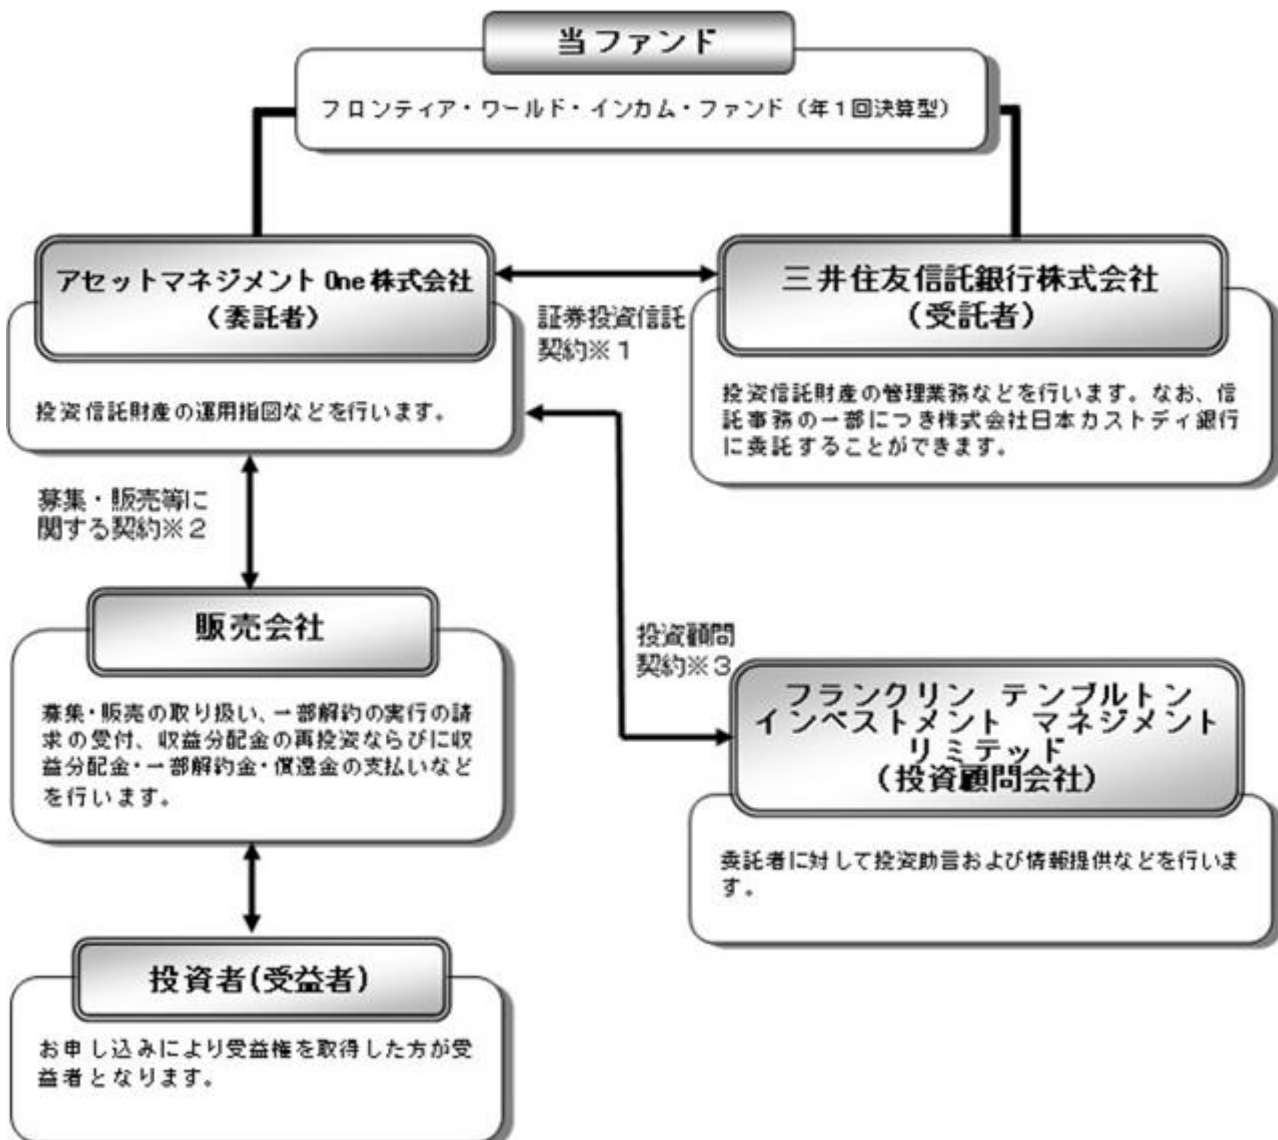 当ファンド
フロンティア・ワールド・インカム・ファンド（年１回決算型）
アセットマネジメントOne株式会社
（委託者）
投資信託財産の運用指図などを行います。
証券投資信託
契約※１
三井住友信託銀行株式会社
（受託者）
投資信託財産の管理業務などを行います。なお、信
託事務の一部につき株式会社日本カストディ銀行
に委託することができます。
募集・販売等に
関する契約※２
販売会社
募集・販売の取り扱い、一部解約の実行の請
求の受付、収益分配金の再投資ならびに収
益分配金・一部解約金・償還金の支払いなど
を行います。
投資顧問
契約※３
フランクリン テンプルトン
インベストメント マネジメント
リミテッド
（投資顧問会社）
委託者に対して投資助言および情報提供などを行いま
す。
投資者(受益者)
お申し込みにより受益権を取得した方が受
益者となります。